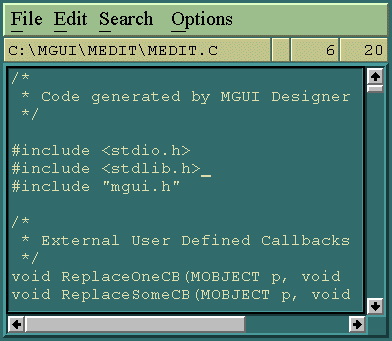 File Edit Search Options
C:\MGUI\MEDIT\MEDIT.C 6 20
/*
 * Code generated by MGUI Designer
 */
#include <stdio.h>
#include <stdlib.h>_
#include "mgui.h"
/*
 * External User Defined Callbacks
 */
void ReplaceOneCB(MOBJECT p, void
void ReplaceSomeCB(MOBJECT p, void